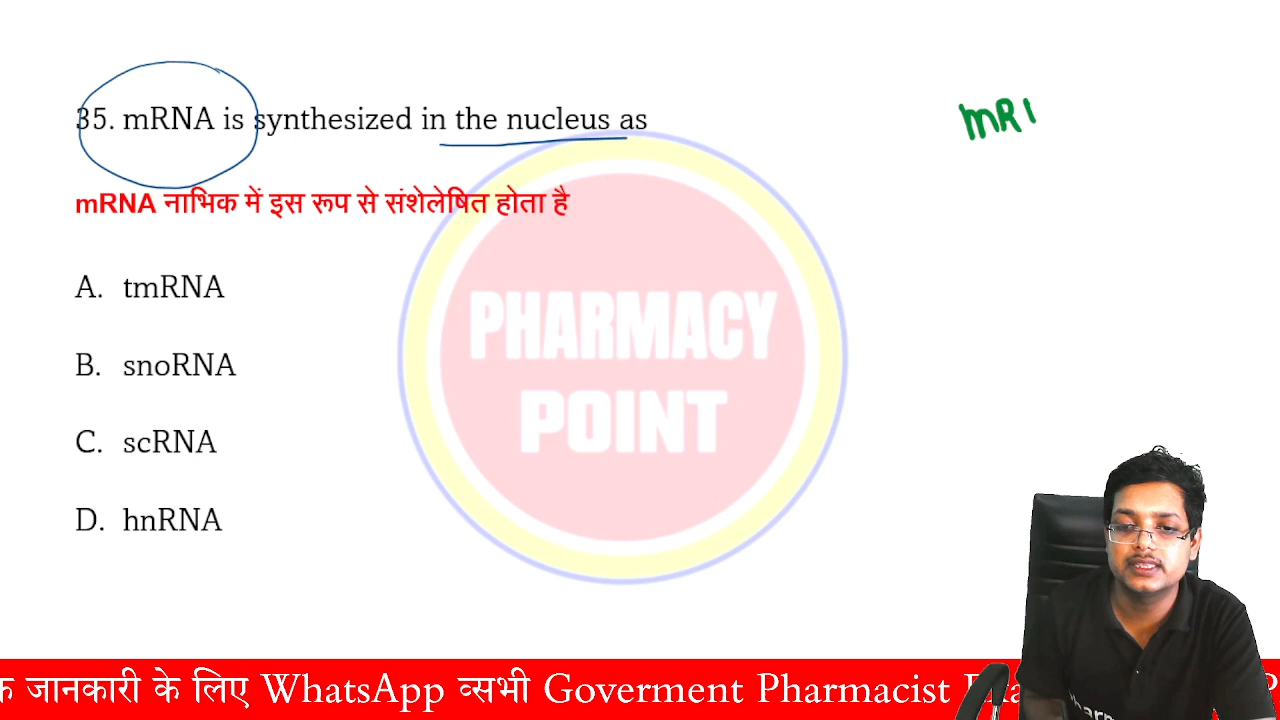 35. mRNA is synthesized in the nucleus as
mRI
mRNA नाभिक में इस रूप से संशेलेषित होता है
A. tmRNA
B. snoRNA
C. scRNA
D. hnRNA
PHARMACY
POINT
जानकारी के लिए WhatsApp व्सभी Goverment Pharmacist